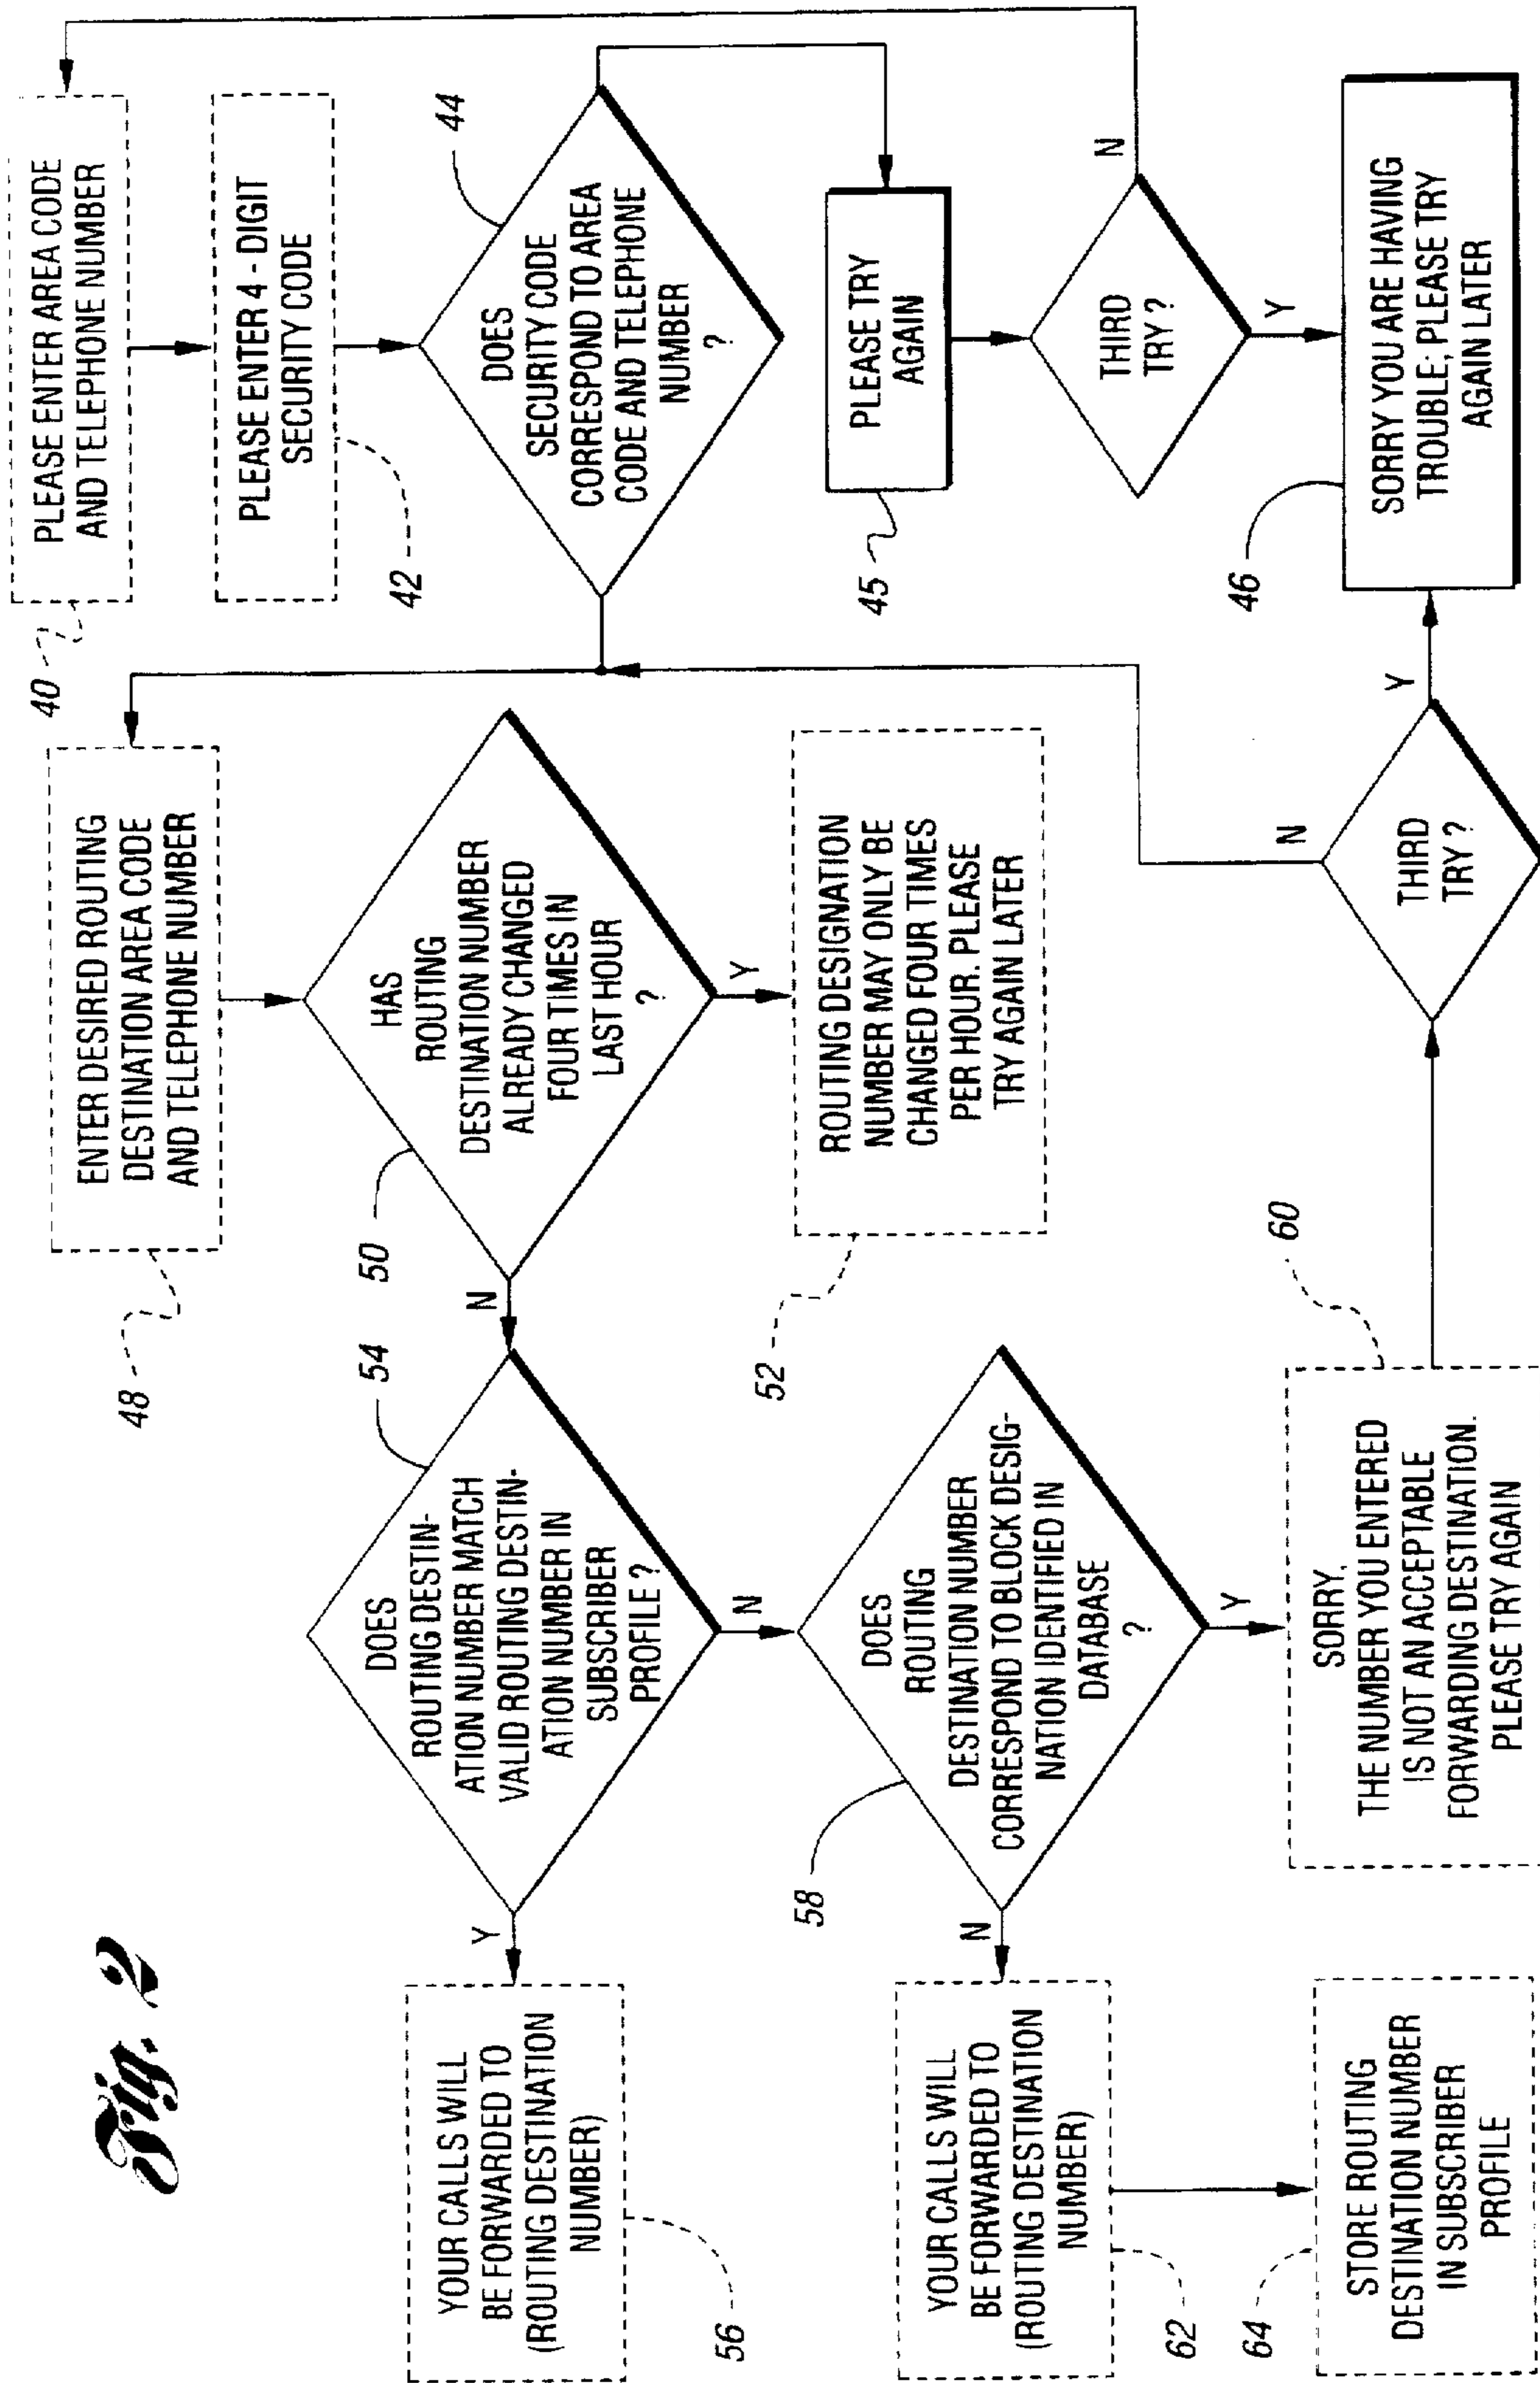 Fig. 2
40
PLEASE ENTER AREA CODE
AND TELEPHONE NUMBER
42
PLEASE ENTER 4 - DIGIT
SECURITY CODE
44
DOES
SECURITY CODE
CORRESPOND TO AREA
CODE AND TELEPHONE
NUMBER
?
45
PLEASE TRY
AGAIN
THIRD
TRY ?
N
Y
46
SORRY YOU ARE HAVING
TROUBLE; PLEASE TRY
AGAIN LATER
48
ENTER DESIRED ROUTING
DESTINATION AREA CODE
AND TELEPHONE NUMBER
50
HAS
ROUTING
DESTINATION NUMBER
ALREADY CHANGED
FOUR TIMES IN
LAST HOUR
?
N
Y
52
ROUTING DESIGNATION
NUMBER MAY ONLY BE
CHANGED FOUR TIMES
PER HOUR. PLEASE
TRY AGAIN LATER
54
DOES
ROUTING DESTIN-
ATION NUMBER MATCH
VALID ROUTING DESTIN-
ATION NUMBER IN
SUBSCRIBER
PROFILE ?
Y
N
56
YOUR CALLS WILL
BE FORWARDED TO
(ROUTING DESTINATION
NUMBER)
58
DOES
ROUTING
DESTINATION NUMBER
CORRESPOND TO BLOCK DESIG-
NATION IDENTIFIED IN
DATABASE
?
N
Y
60
SORRY,
THE NUMBER YOU ENTERED
IS NOT AN ACCEPTABLE
FORWARDING DESTINATION.
PLEASE TRY AGAIN
THIRD
TRY ?
N
Y
62
YOUR CALLS WILL
BE FORWARDED TO
(ROUTING DESTINATION
NUMBER)
64
STORE ROUTING
DESTINATION NUMBER
IN SUBSCRIBER
PROFILE